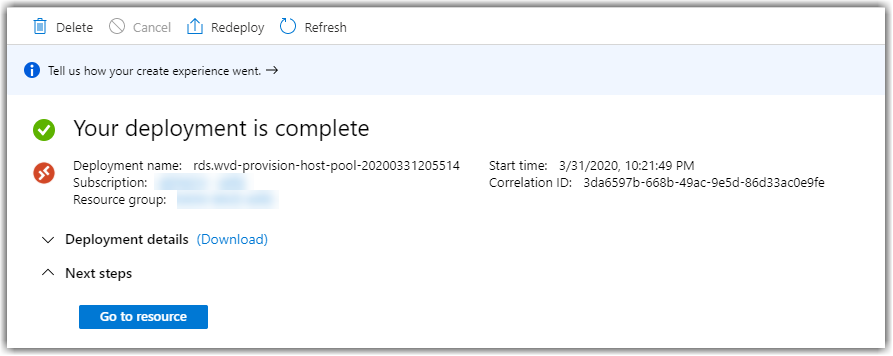 Delete Cancel Redeploy Refresh
Tell us how your create experience went. →
Your deployment is complete
Deployment name: rds.wvd-provision-host-pool-20200331205514 Start time: 3/31/2020, 10:21:49 PM
Subscription: Correlation ID: 3da6597b-668b-49ac-9e5d-86d33ac0e9fe
Resource group:
Deployment details (Download)
Next steps
Go to resource